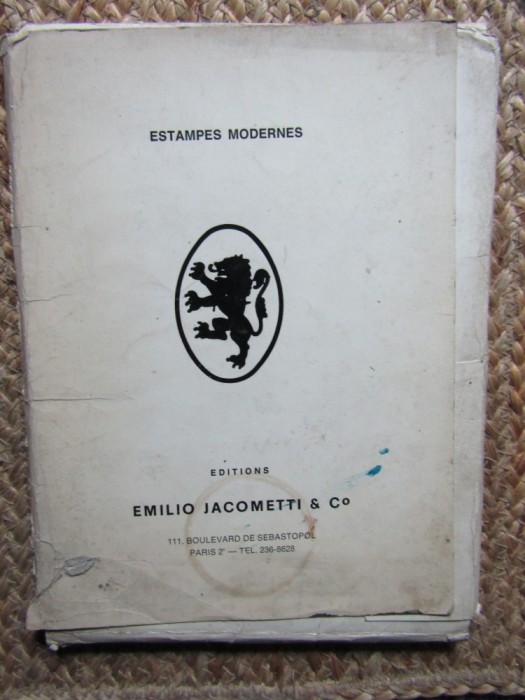 ESTAMPES MODERNES
EDITIONS
EMILIO JACOMETTI & Cº
111, BOULEVARD DE SEBASTOPOL
PARIS 2ᵉ — TEL. 236-8628